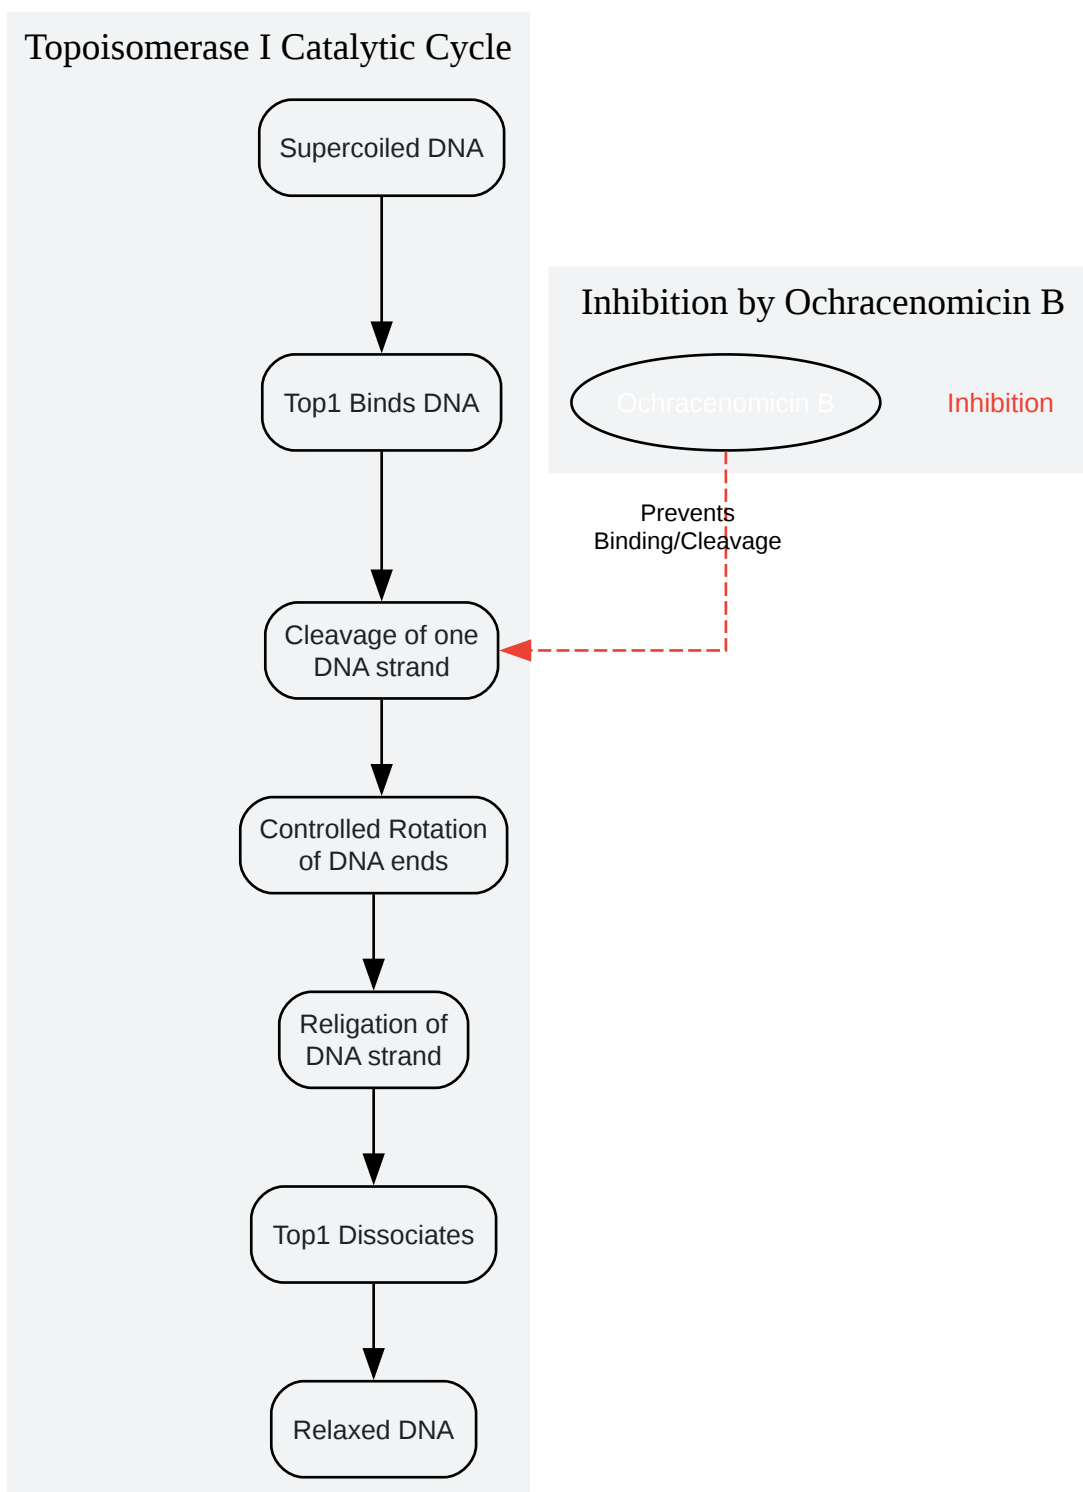 Topoisomerase I Catalytic Cycle
Supercoiled DNA
Top1 Binds DNA
Cleavage of one
DNA strand
Controlled Rotation
of DNA ends
Religation of
DNA strand
Top1 Dissociates
Relaxed DNA
Inhibition by Ochracenomicin B
Ochracenomicin B
Inhibition
Prevents
Binding/Cleavage